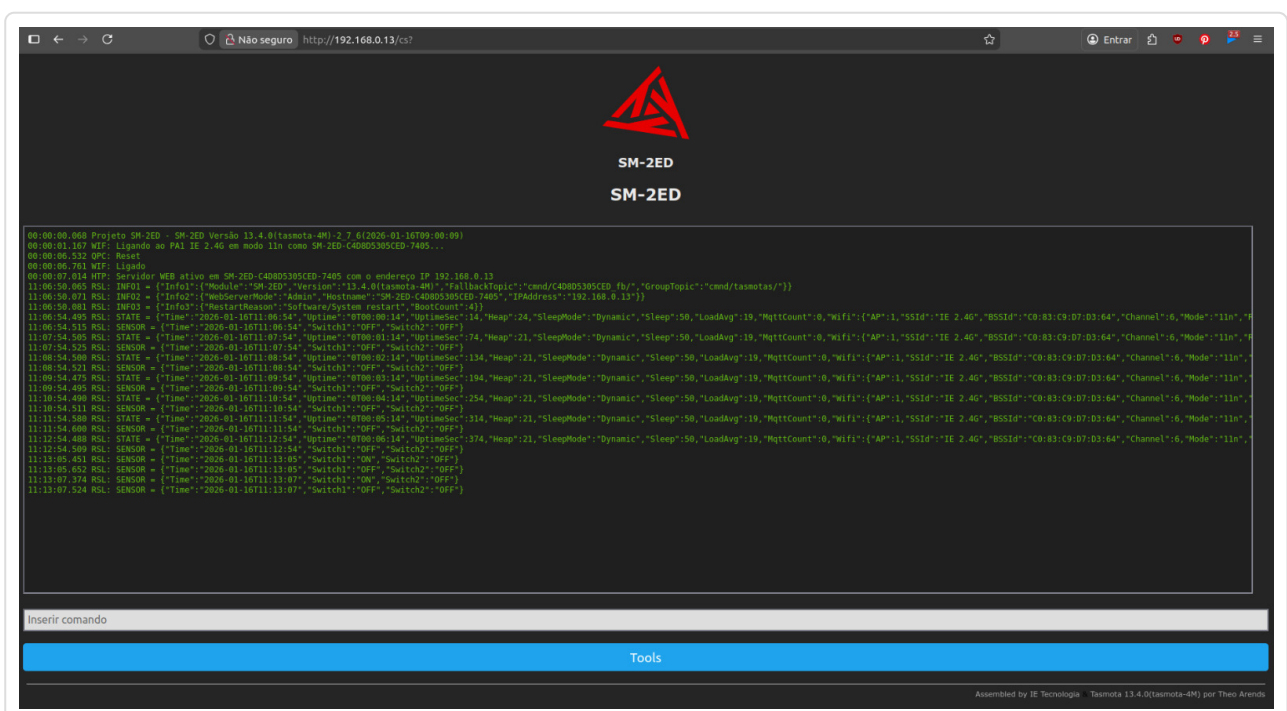 Não seguro http://192.168.0.13/cs?
Entrar
2.5
SM-2ED
SM-2ED
00:00:00.068 Projeto SM-2ED - SM-2ED Versão 13.4.0(tasmota-4M)-2_7_6(2026-01-16T09:00:09)
00:00:01.167 WIF: Ligando ao PA1 IE 2.4G em modo 11n como SM-2ED-C4D8D5305CED-7405...
00:00:06.532 QPC: Reset
00:00:06.761 WIF: Ligado
00:00:07.014 HTP: Servidor WEB ativo em SM-2ED-C4D8D5305CED-7405 com o endereço IP 192.168.0.13
11:06:50.065 RSL: INFO1 = {"Info1":{"Module":"SM-2ED","Version":"13.4.0(tasmota-4M)","FallbackTopic":"cmnd/C4D8D5305CED_fb/","GroupTopic":"cmnd/tasmotas/"}}
11:06:50.071 RSL: INFO2 = {"Info2":{"WebServerMode":"Admin","Hostname":"SM-2ED-C4D8D5305CED-7405","IPAddress":"192.168.0.13"}}
11:06:50.081 RSL: INFO3 = {"Info3":{"RestartReason":"Software/System restart","BootCount":4}}
11:06:54.495 RSL: STATE = {"Time":"2026-01-16T11:06:54","Uptime":"0T00:00:14","UptimeSec":14,"Heap":24,"SleepMode":"Dynamic","Sleep":50,"LoadAvg":19,"MqttCount":0,"Wifi":{"AP":1,"SSId":"IE 2.4G","BSSId":"C0:83:C9:D7:D3:64","Channel":6,"Mode":"11n","
11:06:54.515 RSL: SENSOR = {"Time":"2026-01-16T11:06:54","Switch1":"OFF","Switch2":"OFF"}
11:07:54.505 RSL: STATE = {"Time":"2026-01-16T11:07:54","Uptime":"0T00:01:14","UptimeSec":74,"Heap":21,"SleepMode":"Dynamic","Sleep":50,"LoadAvg":19,"MqttCount":0,"Wifi":{"AP":1,"SSId":"IE 2.4G","BSSId":"C0:83:C9:D7:D3:64","Channel":6,"Mode":"11n","
11:07:54.525 RSL: SENSOR = {"Time":"2026-01-16T11:07:54","Switch1":"OFF","Switch2":"OFF"}
11:08:54.500 RSL: STATE = {"Time":"2026-01-16T11:08:54","Uptime":"0T00:02:14","UptimeSec":134,"Heap":21,"SleepMode":"Dynamic","Sleep":50,"LoadAvg":19,"MqttCount":0,"Wifi":{"AP":1,"SSId":"IE 2.4G","BSSId":"C0:83:C9:D7:D3:64","Channel":6,"Mode":"11n","
11:08:54.521 RSL: SENSOR = {"Time":"2026-01-16T11:08:54","Switch1":"OFF","Switch2":"OFF"}
11:09:54.475 RSL: STATE = {"Time":"2026-01-16T11:09:54","Uptime":"0T00:03:14","UptimeSec":194,"Heap":21,"SleepMode":"Dynamic","Sleep":50,"LoadAvg":19,"MqttCount":0,"Wifi":{"AP":1,"SSId":"IE 2.4G","BSSId":"C0:83:C9:D7:D3:64","Channel":6,"Mode":"11n","
11:09:54.495 RSL: SENSOR = {"Time":"2026-01-16T11:09:54","Switch1":"OFF","Switch2":"OFF"}
11:10:54.490 RSL: STATE = {"Time":"2026-01-16T11:10:54","Uptime":"0T00:04:14","UptimeSec":254,"Heap":21,"SleepMode":"Dynamic","Sleep":50,"LoadAvg":19,"MqttCount":0,"Wifi":{"AP":1,"SSId":"IE 2.4G","BSSId":"C0:83:C9:D7:D3:64","Channel":6,"Mode":"11n","
11:10:54.511 RSL: SENSOR = {"Time":"2026-01-16T11:10:54","Switch1":"OFF","Switch2":"OFF"}
11:11:54.580 RSL: STATE = {"Time":"2026-01-16T11:11:54","Uptime":"0T00:05:14","UptimeSec":314,"Heap":21,"SleepMode":"Dynamic","Sleep":50,"LoadAvg":19,"MqttCount":0,"Wifi":{"AP":1,"SSId":"IE 2.4G","BSSId":"C0:83:C9:D7:D3:64","Channel":6,"Mode":"11n","
11:11:54.600 RSL: SENSOR = {"Time":"2026-01-16T11:11:54","Switch1":"OFF","Switch2":"OFF"}
11:12:54.488 RSL: STATE = {"Time":"2026-01-16T11:12:54","Uptime":"0T00:06:14","UptimeSec":374,"Heap":21,"SleepMode":"Dynamic","Sleep":50,"LoadAvg":19,"MqttCount":0,"Wifi":{"AP":1,"SSId":"IE 2.4G","BSSId":"C0:83:C9:D7:D3:64","Channel":6,"Mode":"11n","
11:12:54.509 RSL: SENSOR = {"Time":"2026-01-16T11:12:54","Switch1":"OFF","Switch2":"OFF"}
11:13:05.451 RSL: SENSOR = {"Time":"2026-01-16T11:13:05","Switch1":"ON","Switch2":"OFF"}
11:13:05.652 RSL: SENSOR = {"Time":"2026-01-16T11:13:05","Switch1":"OFF","Switch2":"OFF"}
11:13:07.374 RSL: SENSOR = {"Time":"2026-01-16T11:13:07","Switch1":"ON","Switch2":"OFF"}
11:13:07.524 RSL: SENSOR = {"Time":"2026-01-16T11:13:07","Switch1":"OFF","Switch2":"OFF"}
Inserir comando
Tools
Assembled by IE Tecnologia Tasmota 13.4.0(tasmota-4M) por Theo Arends